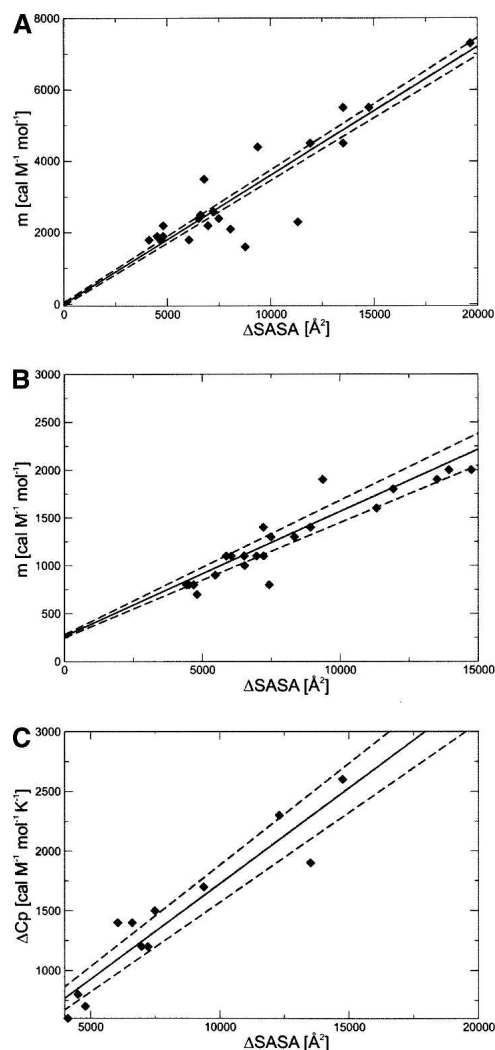 A
8000
6000
4000
2000
0
m [cal M⁻¹ mol⁻¹]
0 5000 10000 15000 20000
ΔSASA [Å²]
B
3000
2500
2000
1500
1000
500
0
m [cal M⁻¹ mol⁻¹]
0 5000 10000 15000
ΔSASA [Å²]
C
3000
2500
2000
1500
1000
ΔCp [cal M⁻¹ mol⁻¹ K⁻¹]
5000 10000 15000 20000
ΔSASA [Å²]